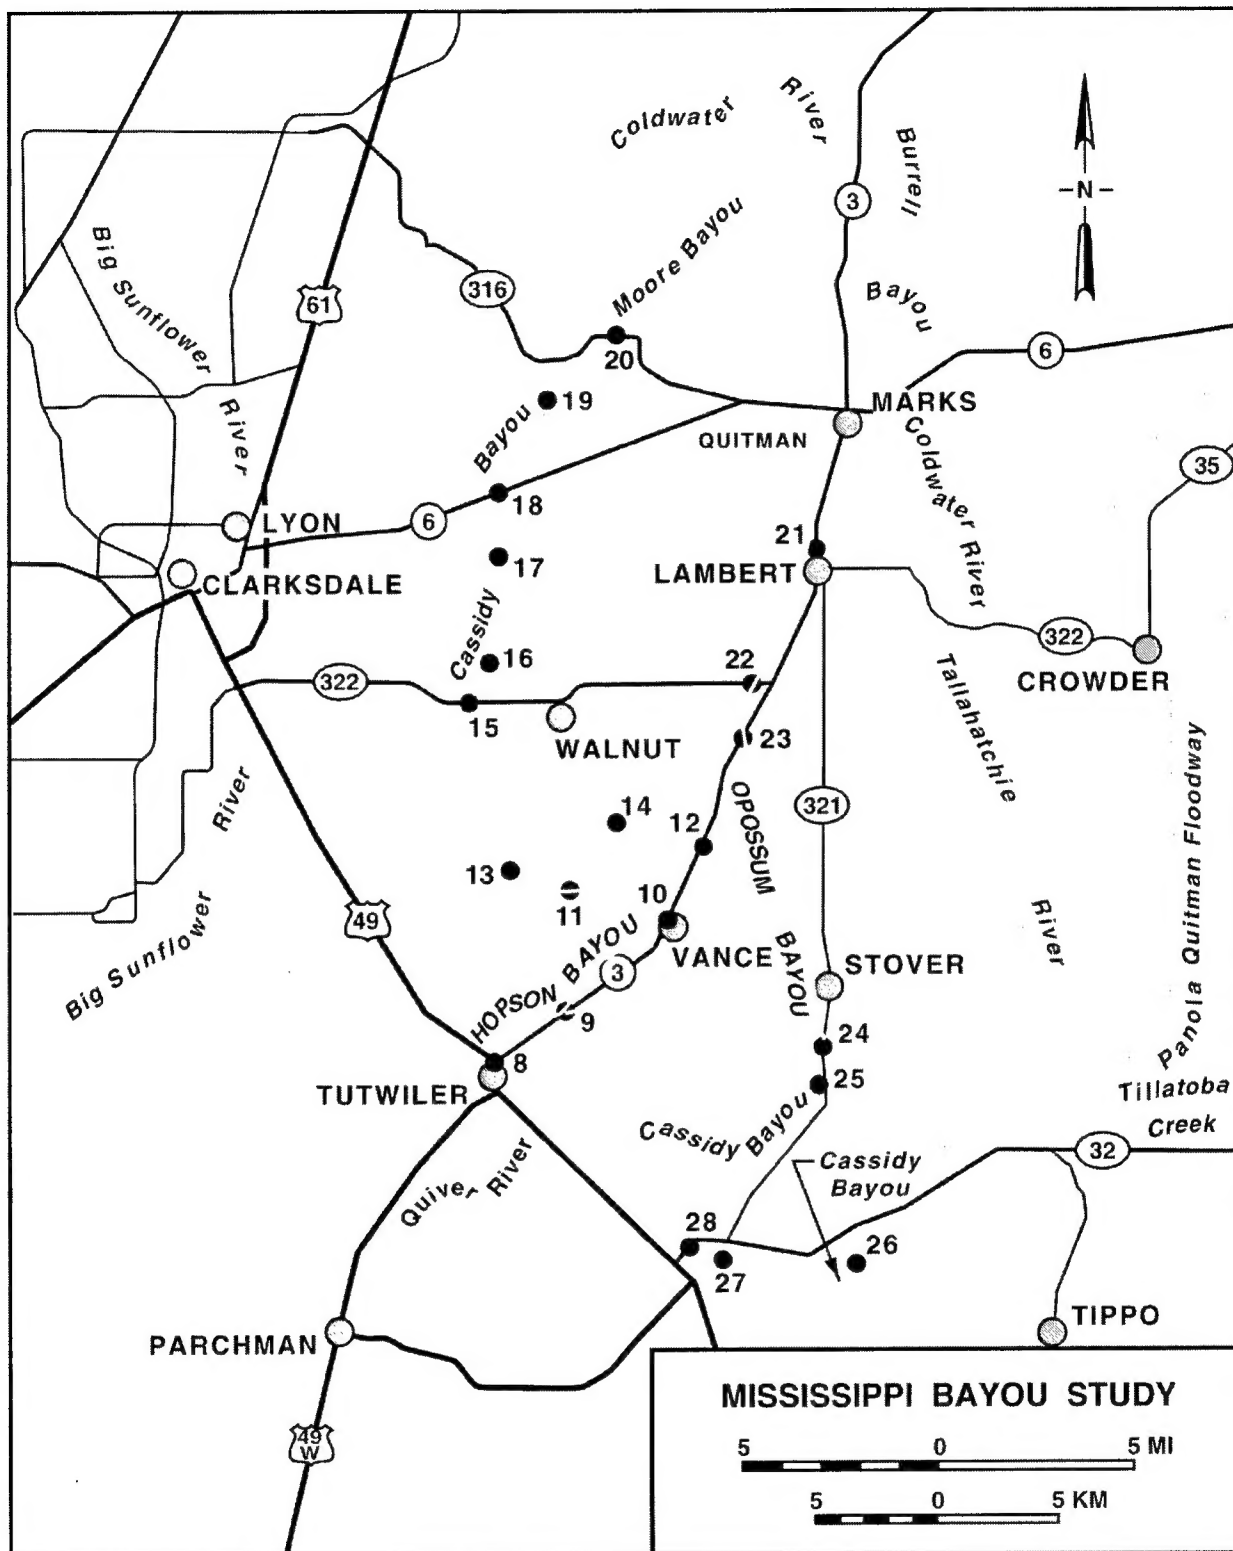 Coldwater River
Burrell Bayou
3
N
Big Sunflower River
61
316
Moore Bayou
20
6
19
MARKS
QUITMAN
Cassidy Bayou
18
6
LYON
Coldwater River
35
17
21
LAMBERT
CLARKSDALE
322
CROWDER
16
22
322
15
WALNUT
23
Tallahatchie River
Panola Quitman Floodway
OPOSSUM BAYOU
321
14
12
13
11
10
49
Big Sunflower River
HOPSON BAYOU
VANCE
3
STOVER
9
8
24
25
TUTWILER
Tillatoba
Creek
Cassidy Bayou
32
Cassidy
Bayou
Quiver River
28
27
26
TIPPO
PARCHMAN
MISSISSIPPI BAYOU STUDY
5 0 5 MI
5 0 5 KM
49
W